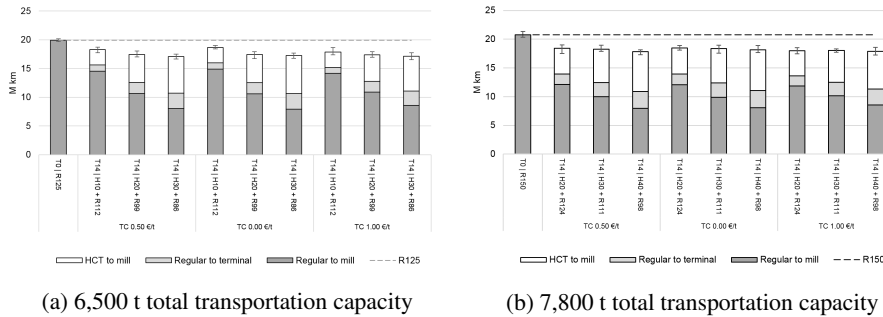 25
20
15
10
5
0
M km
T0 | R125
T14 | H10 + R112
T14 | H20 + R99
T14 | H30 + R86
T14 | H10 + R112
T14 | H20 + R99
T14 | H30 + R86
T14 | H10 + R112
T14 | H20 + R99
T14 | H30 + R86
TC 0.50 €/t
TC 0.00 €/t
TC 1.00 €/t
HCT to mill
Regular to terminal
Regular to mill
R125
(a) 6,500 t total transportation capacity
25
20
15
10
5
0
M km
T0 | R150
T14 | H20 + R124
T14 | H30 + R111
T14 | H40 + R98
T14 | H20 + R124
T14 | H30 + R111
T14 | H40 + R98
T14 | H20 + R124
T14 | H30 + R111
T14 | H40 + R98
TC 0.50 €/t
TC 0.00 €/t
TC 1.00 €/t
HCT to mill
Regular to terminal
Regular to mill
R150
(b) 7,800 t total transportation capacity